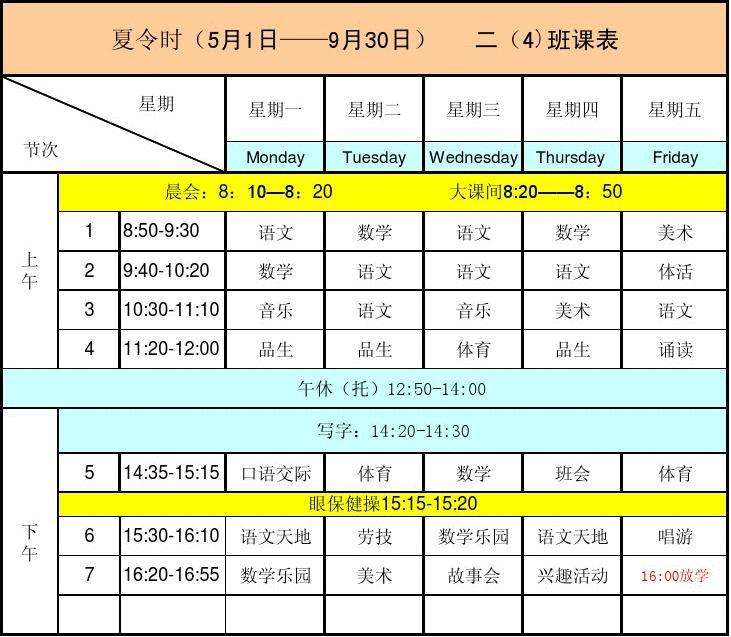 夏令时（5月1日——9月30日） 二（4)班课表
星期
节次
星期一 星期二 星期三 星期四 星期五
Monday Tuesday Wednesday Thursday Friday
上午
晨会：8：10—8：20 大课间8:20——8：50
1 8:50-9:30 语文 数学 语文 数学 美术
2 9:40-10:20 数学 语文 语文 语文 体活
3 10:30-11:10 音乐 语文 音乐 美术 语文
4 11:20-12:00 品生 品生 体育 品生 诵读
午休（托）12:50-14:00
下午
写字：14:20-14:30
5 14:35-15:15 口语交际 体育 数学 班会 体育
眼保健操15:15-15:20
6 15:30-16:10 语文天地 劳技 数学乐园 语文天地 唱游
7 16:20-16:55 数学乐园 美术 故事会 兴趣活动 16:00放学